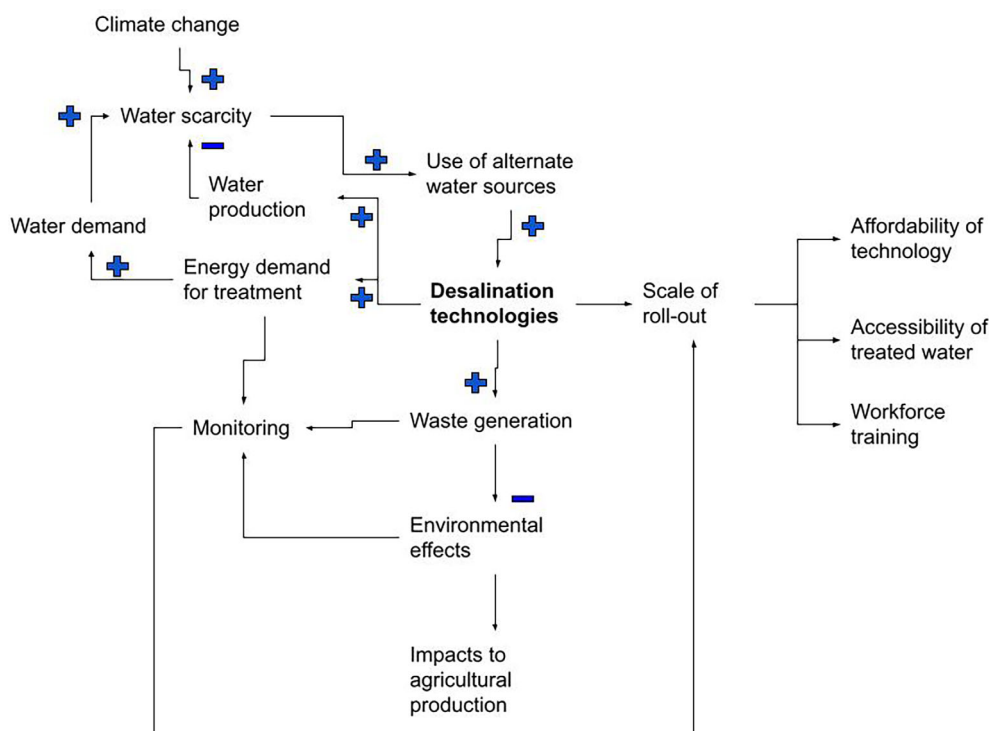 Climate change
Water scarcity
Use of alternate
water sources
Water
production
Water demand
Energy demand
for treatment
Desalination
technologies
Scale of
roll-out
Affordability of
technology
Accessibility of
treated water
Workforce
training
Monitoring
Waste generation
Environmental
effects
Impacts to
agricultural
production